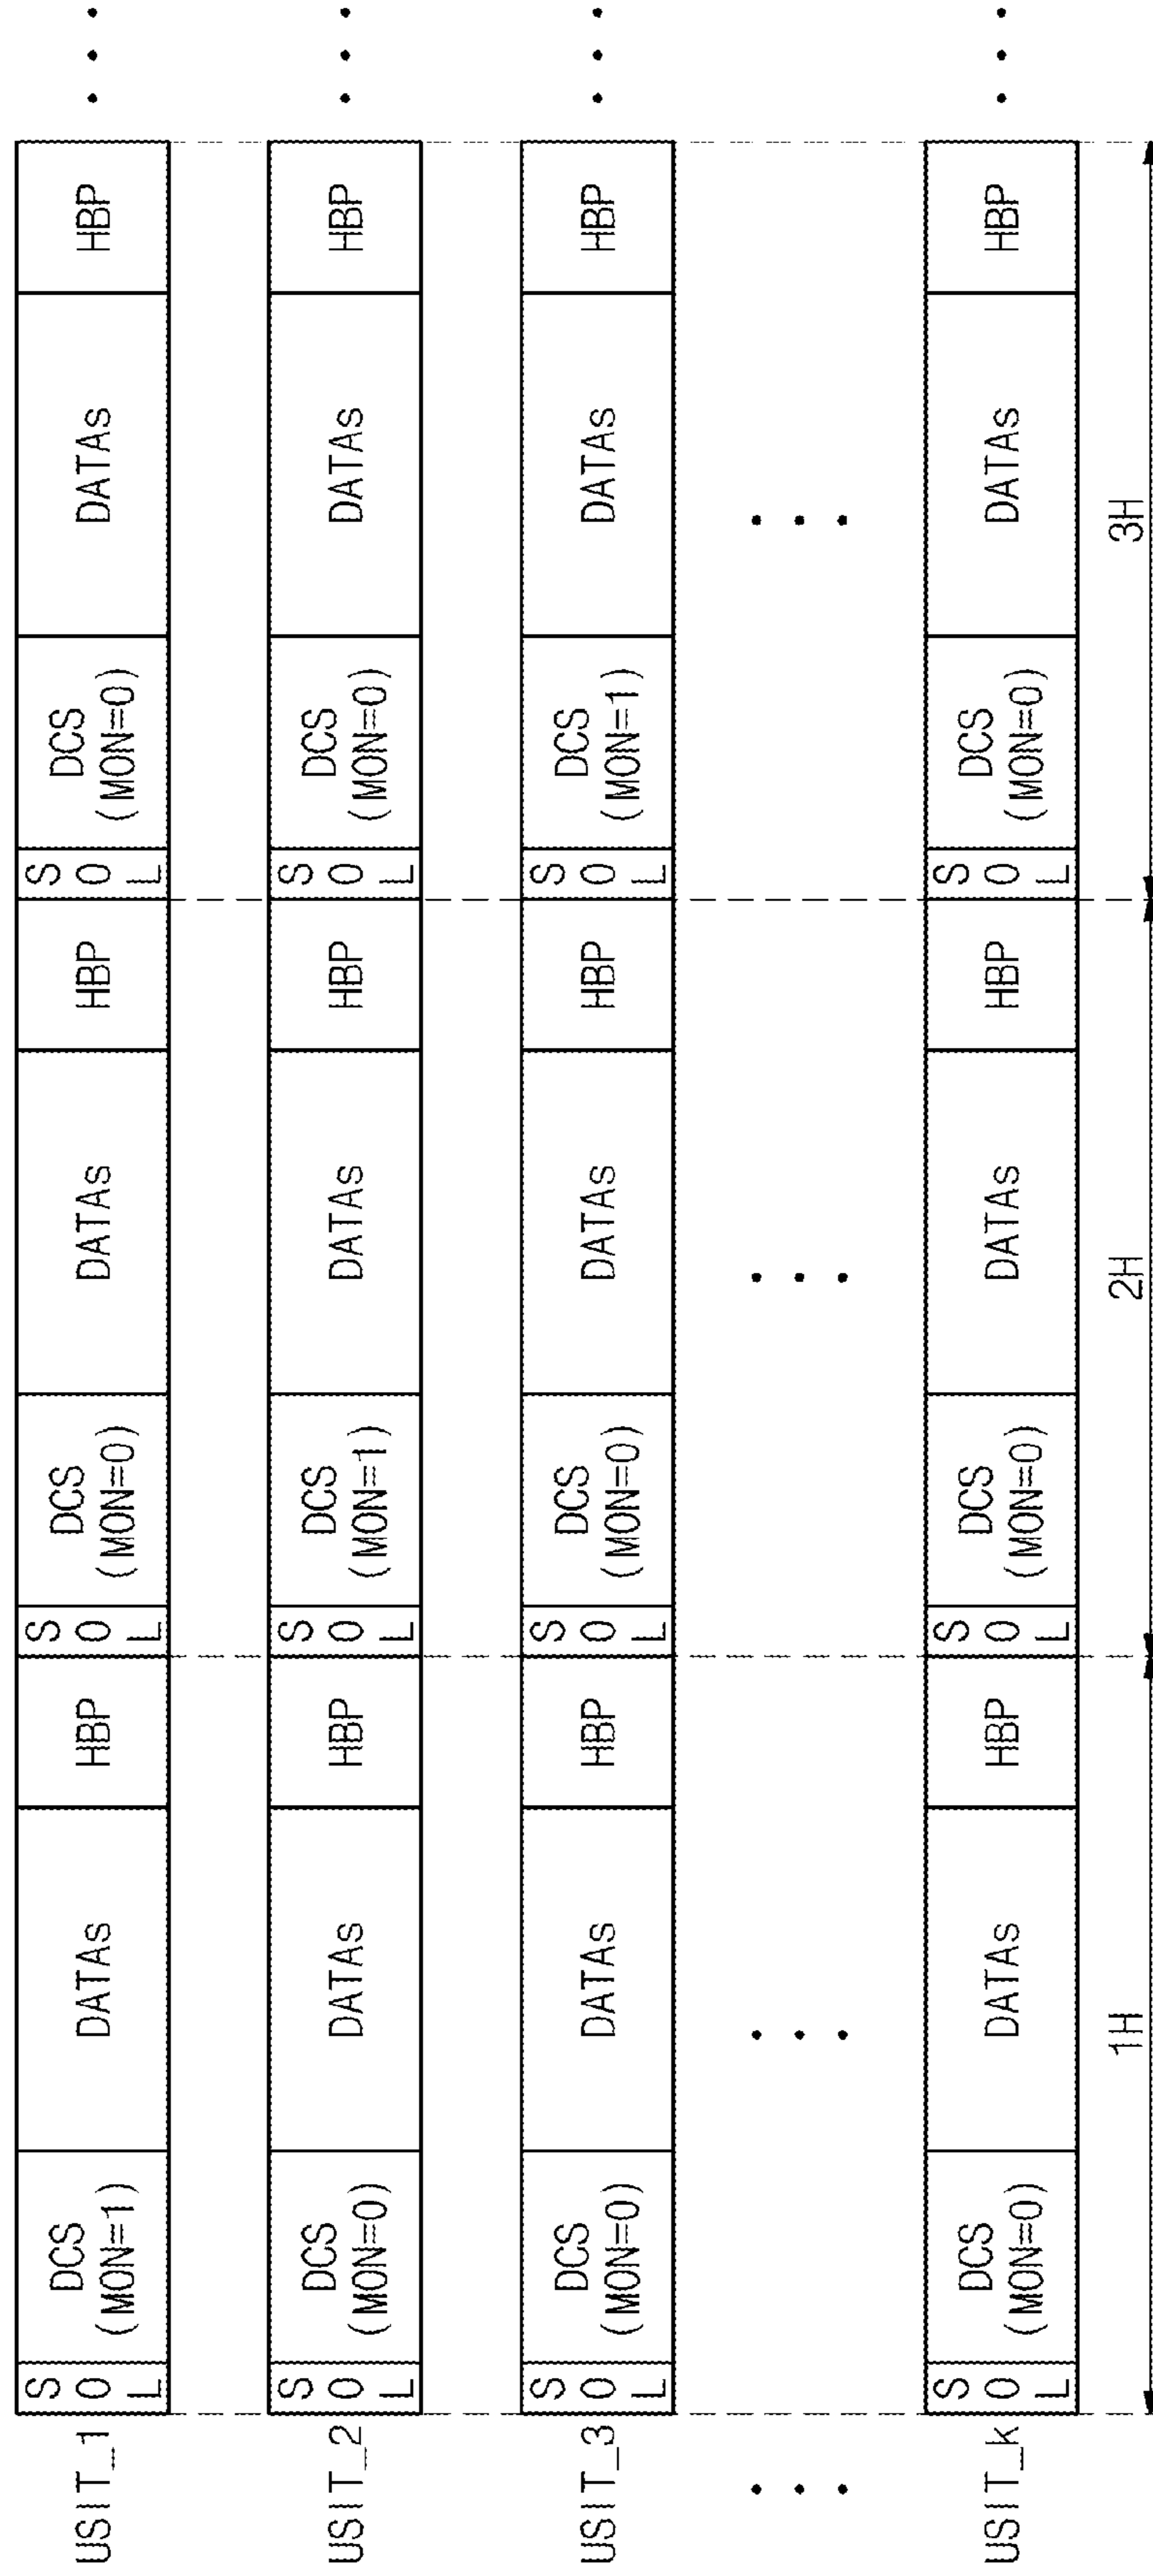 USIT_1
SOL
DCS
(MON=1)
DATAs
HBP
SOL
DCS
(MON=0)
DATAs
HBP
SOL
DCS
(MON=0)
DATAs
HBP
USIT_2
SOL
DCS
(MON=0)
DATAs
HBP
SOL
DCS
(MON=1)
DATAs
HBP
SOL
DCS
(MON=0)
DATAs
HBP
USIT_3
SOL
DCS
(MON=0)
DATAs
HBP
SOL
DCS
(MON=0)
DATAs
HBP
SOL
DCS
(MON=1)
DATAs
HBP
USIT_k
SOL
DCS
(MON=0)
DATAs
HBP
SOL
DCS
(MON=0)
DATAs
HBP
SOL
DCS
(MON=0)
DATAs
HBP
1H
2H
3H